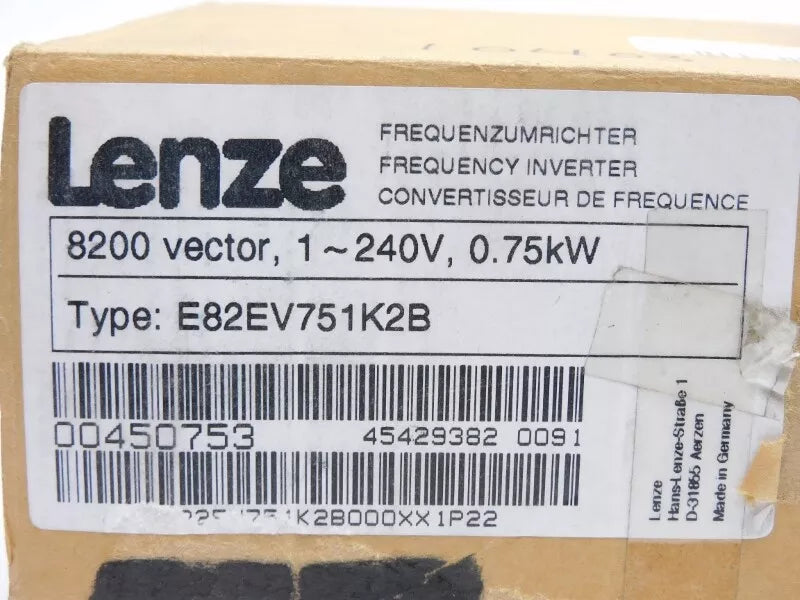 Lenze
FREQUENZUMRICHTER
FREQUENCY INVERTER
CONVERTISSEUR DE FREQUENCE
8200 vector, 1~240V, 0.75kW
Type: E82EV751K2B
00450753 45429382 0091
1K2B000XX1P22
Lenze
Hans-Lenze-Straße 1
D-31855 Aerzen
Made in Germany